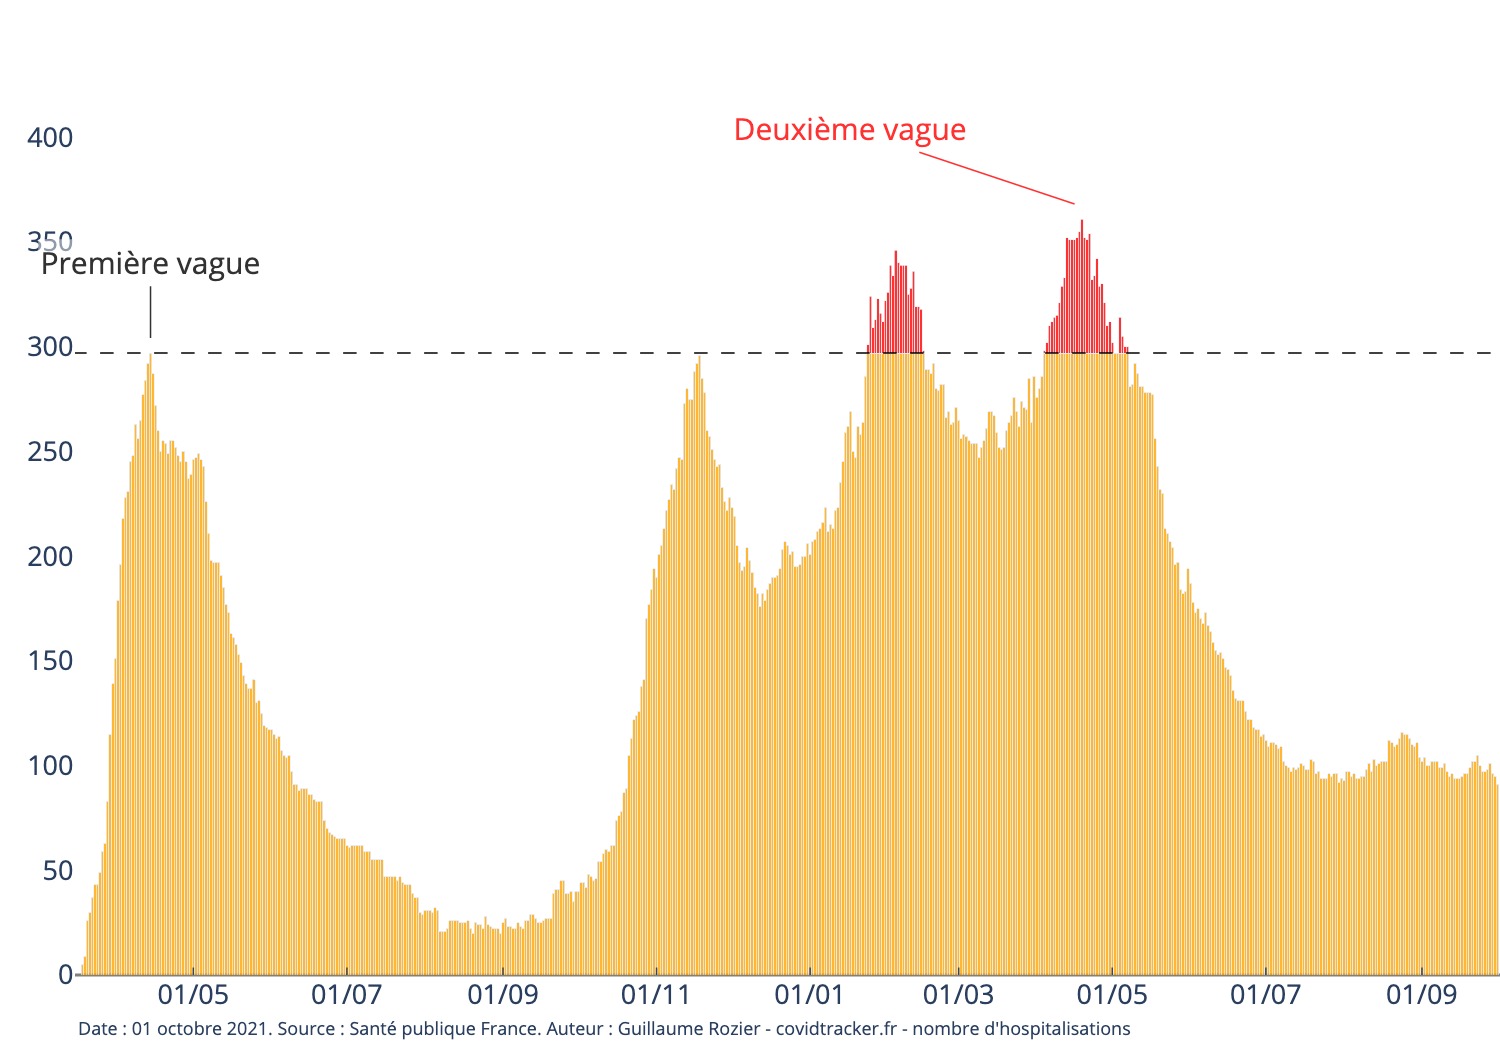 400
Deuxième vague
350
Première vague
300
250
200
150
100
50
0
01/05 01/07 01/09 01/11 01/01 01/03 01/05 01/07 01/09
Date : 01 octobre 2021. Source : Santé publique France. Auteur : Guillaume Rozier - covidtracker.fr - nombre d'hospitalisations